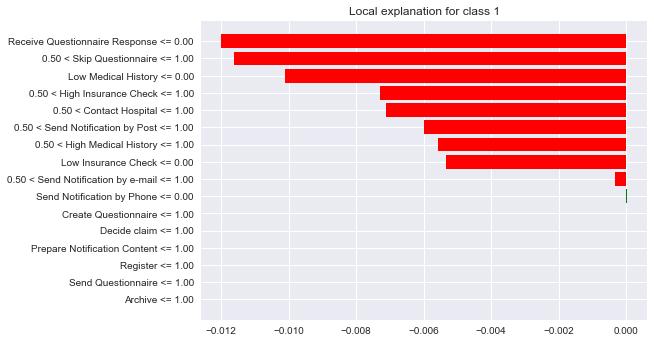 Local explanation for class 1
Receive Questionnaire Response <= 0.00
0.50 < Skip Questionnaire <= 1.00
Low Medical History <= 0.00
0.50 < High Insurance Check <= 1.00
0.50 < Contact Hospital <= 1.00
0.50 < Send Notification by Post <= 1.00
0.50 < High Medical History <= 1.00
Low Insurance Check <= 0.00
0.50 < Send Notification by e-mail <= 1.00
Send Notification by Phone <= 0.00
Create Questionnaire <= 1.00
Decide claim <= 1.00
Prepare Notification Content <= 1.00
Register <= 1.00
Send Questionnaire <= 1.00
Archive <= 1.00
−0.012 −0.010 −0.008 −0.006 −0.004 −0.002 0.000